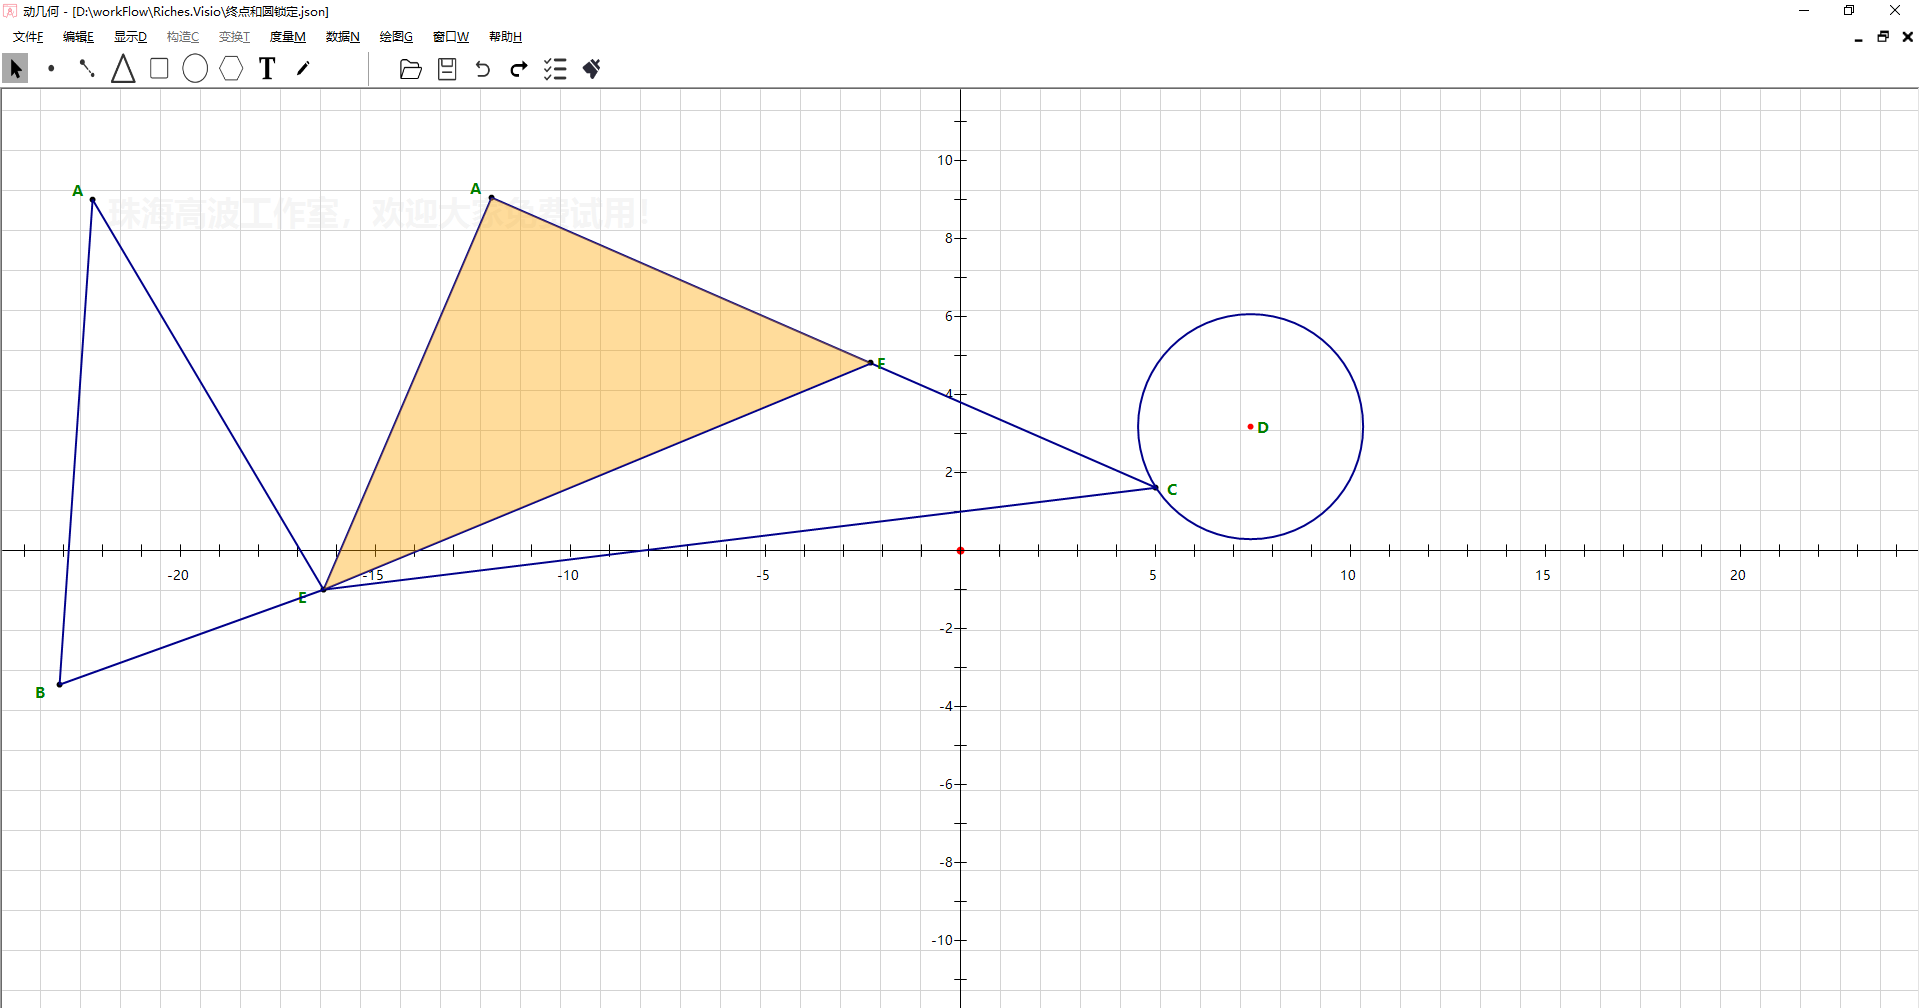 动几何 - [D:\workFlow\Riches.Visio\终点和圆锁定.json]
文件F 编辑E 显示D 构造C 变换T 度量M 数据N 绘图G 窗口W 帮助H
T
珠海高波工作室，欢迎大家免费试用！
A
A
10
8
6
F
4
D
2
C
-20 -15 -10 -5 5 10 15 20
E
-2
B
-4
-6
-8
-10